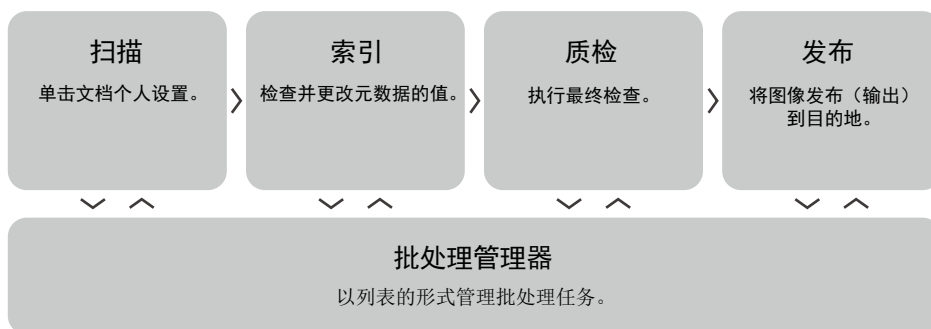 扫描
单击文档个人设置。
索引
检查并更改元数据的值。
质检
执行最终检查。
发布
将图像发布（输出）
到目的地。
批处理管理器
以列表的形式管理批处理任务。